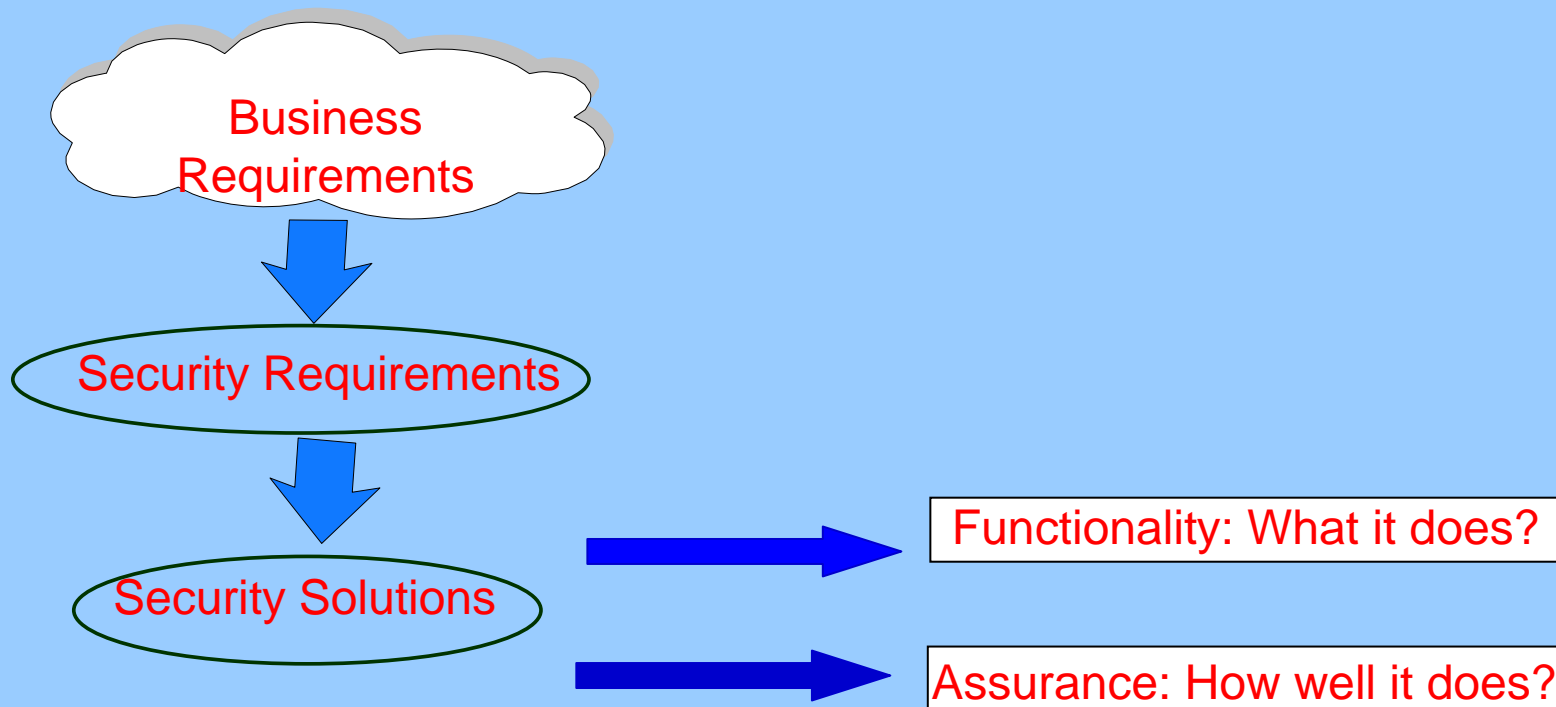 Business
Requirements
Security Requirements
Security Solutions
Functionality: What it does?
Assurance: How well it does?